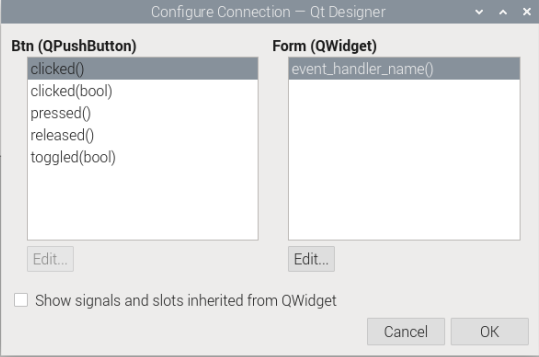 Configure Connection — Qt Designer
Btn (QPushButton)
clicked()
clicked(bool)
pressed()
released()
toggled(bool)
Edit...
Form (QWidget)
event_handler_name()
Edit...
Show signals and slots inherited from QWidget
Cancel
OK